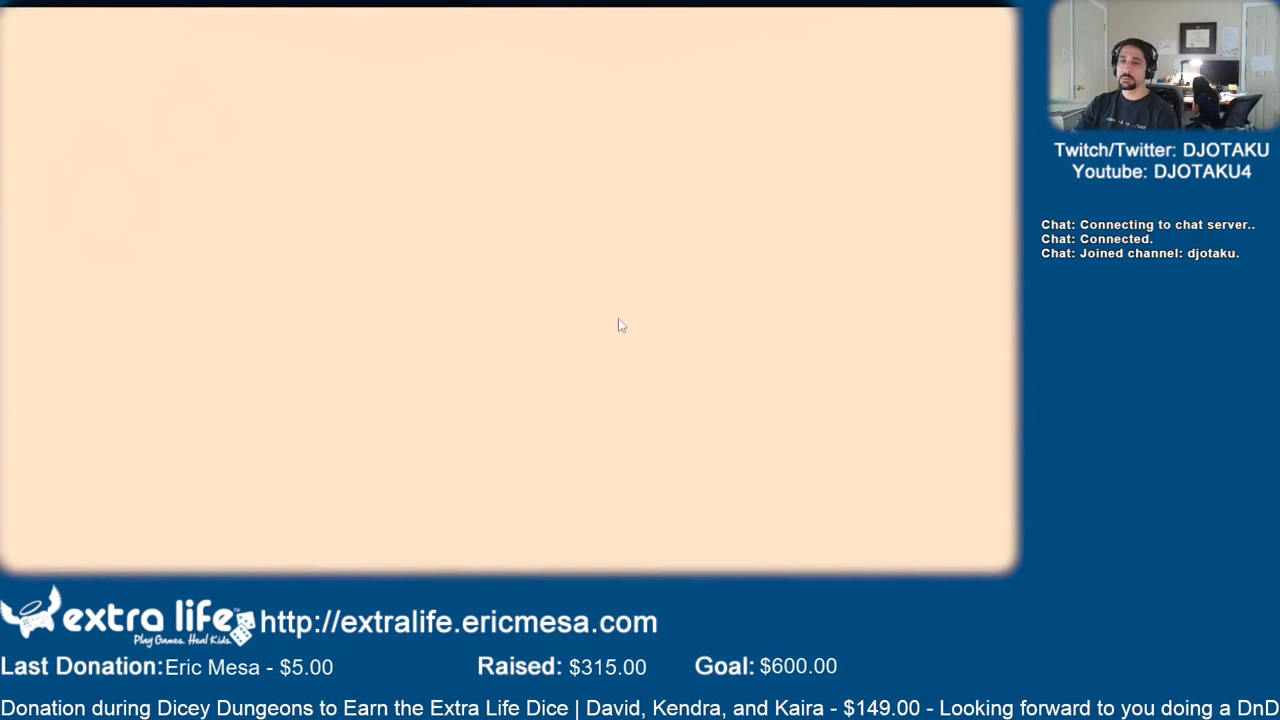 Twitch/Twitter: DJOTAKU
Youtube: DJOTAKU4
Chat: Connecting to chat server..
Chat: Connected.
Chat: Joined channel: djotaku.
extra life
Play Games. Heal Kids.
http://extralife.ericmesa.com
Last Donation: Eric Mesa - $5.00 Raised: $315.00 Goal: $600.00
Donation during Dicey Dungeons to Earn the Extra Life Dice | David, Kendra, and Kaira - $149.00 - Looking forward to you doing a DnD